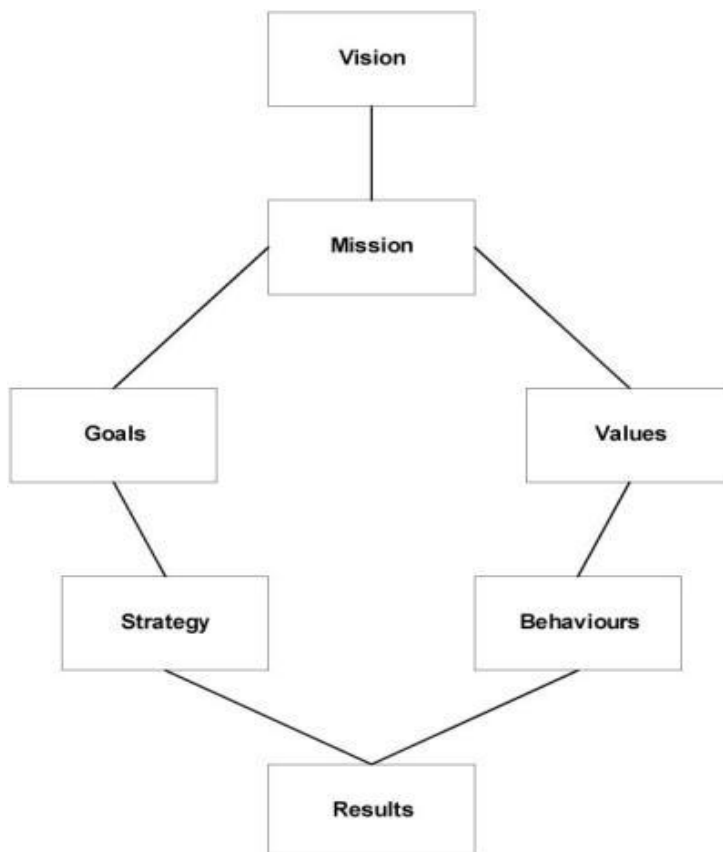 Vision
Mission
Goals
Values
Strategy
Behaviours
Results